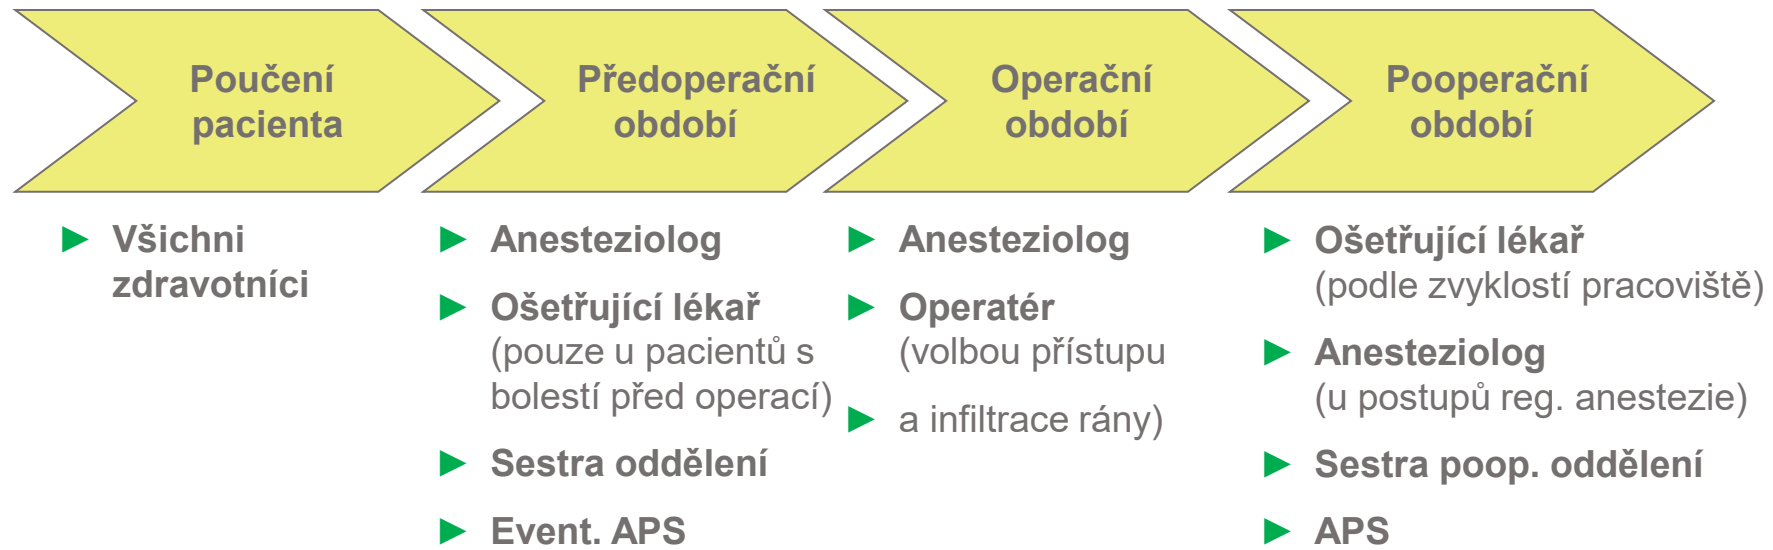 Poučení
pacienta
Předoperační
období
Operační
období
Pooperační
období
Všichni
zdravotníci
Anesteziolog
Ošetřující lékař
(pouze u pacientů s
bolestí před operací)
Sestra oddělení
Event. APS
Anesteziolog
Operatér
(volbou přístupu
a infiltrace rány)
Ošetřující lékař
(podle zvyklostí pracoviště)
Anesteziolog
(u postupů reg. anestezie)
Sestra poop. oddělení
APS